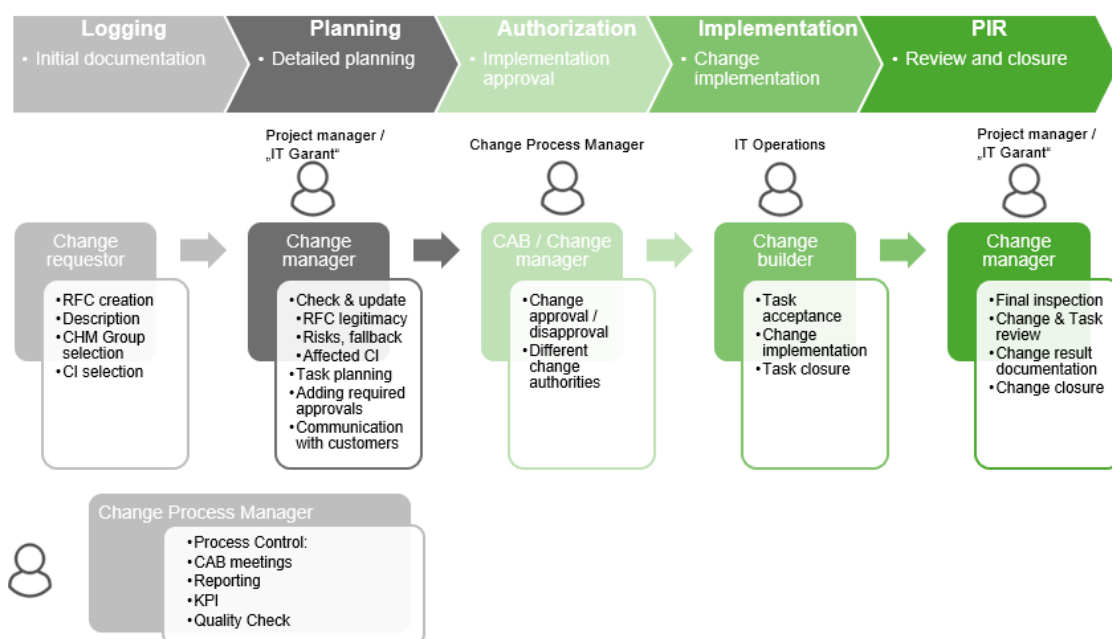 Logging
• Initial documentation
Planning
• Detailed planning
Authorization
• Implementation
approval
Implementation
• Change
implementation
PIR
• Review and closure
Project manager /
„IT Garant“
Change Process Manager
IT Operations
Project manager /
„IT Garant“
Change
requestor
•RFC creation
•Description
•CHM Group
selection
•CI selection
Change
manager
•Check & update
•RFC legitimacy
•Risks, fallback
•Affected CI
•Task planning
•Adding required
approvals
•Communication
with customers
CAB / Change
manager
•Change
approval /
disapproval
•Different
change
authorities
Change
builder
•Task
acceptance
•Change
implementation
•Task closure
Change
manager
•Final inspection
•Change & Task
review
•Change result
documentation
•Change closure
Change Process Manager
•Process Control:
•CAB meetings
•Reporting
•KPI
•Quality Check